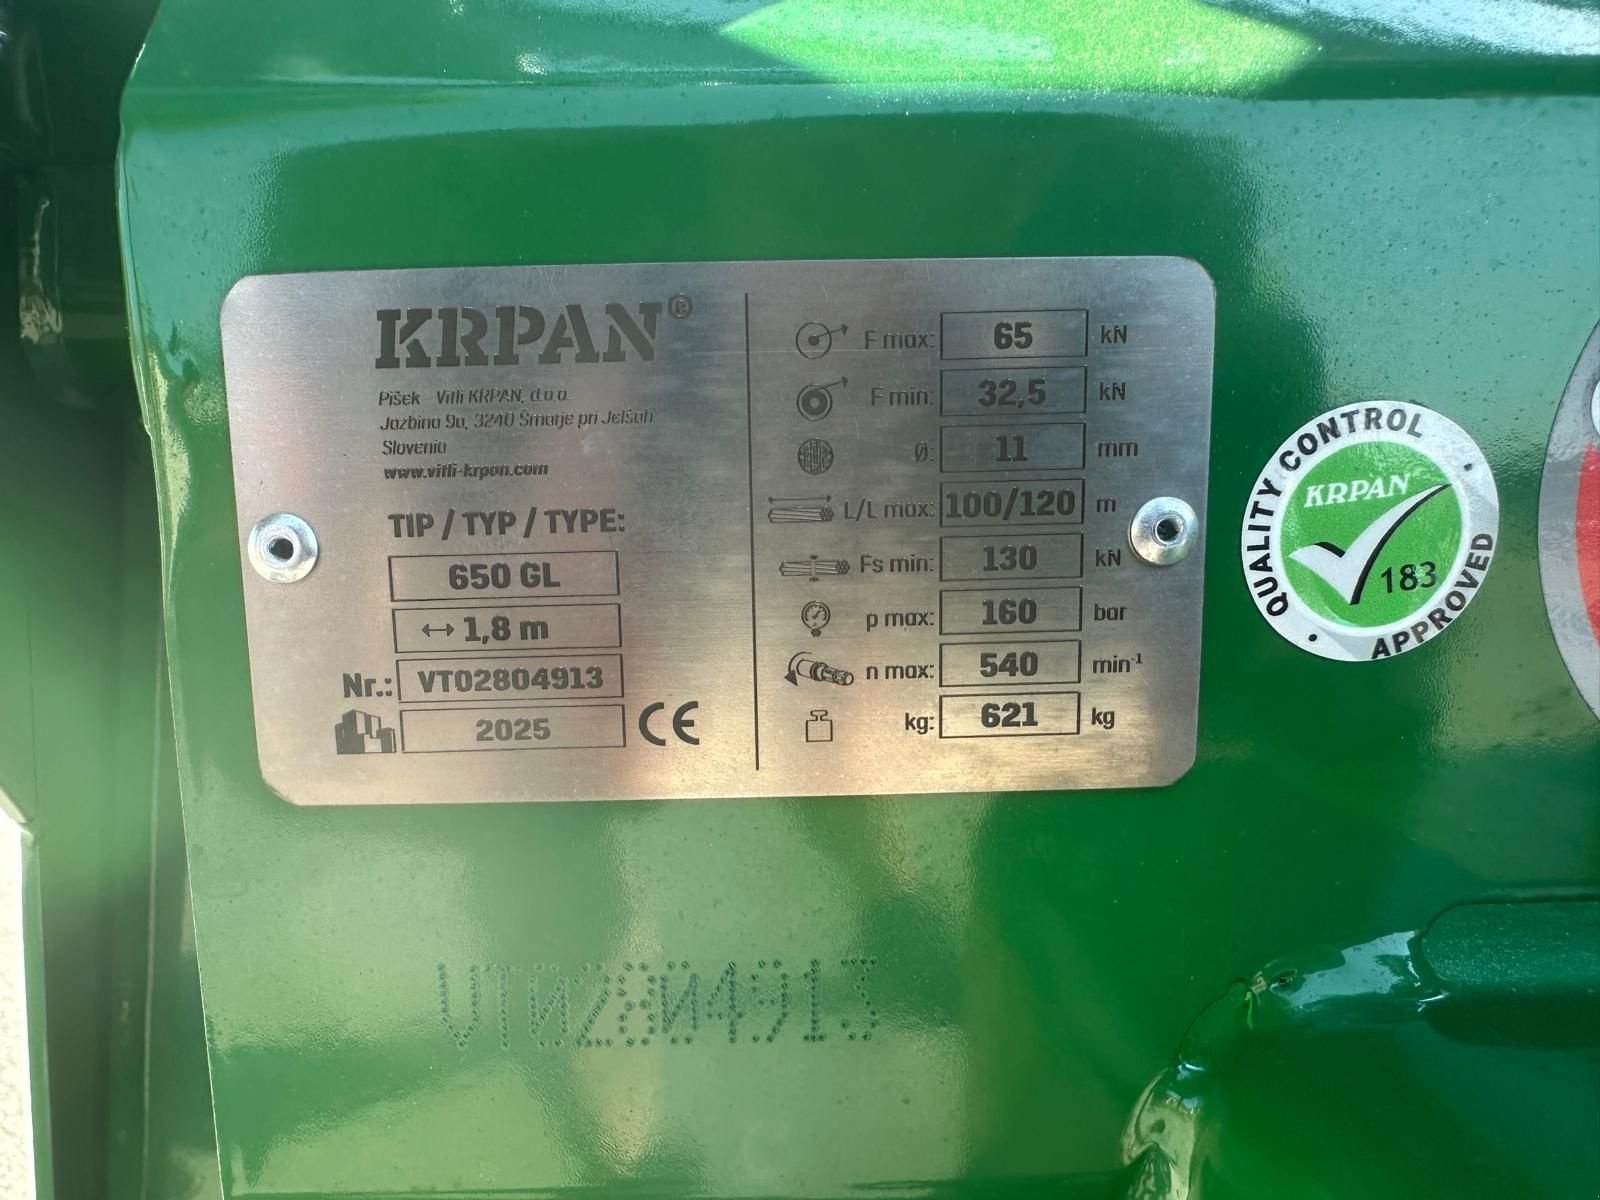 KRPAN®
Pišek Vitli KRPAN, d.o.o.
Jazbina 9a, 3240 Šmarje pri Jelšah
Slovenia
www.vitli-krpan.com
TIP / TYP / TYPE:
650 GL
↔ 1,8 m
Nr.: VT02804913
2025 CE
F max: 65 kN
F min: 32,5 kN
Ø: 11 mm
L/L max: 100/120 m
Fs min: 130 kN
p max: 160 bar
n max: 540 min⁻¹
kg: 621 kg
QUALITY CONTROL
KRPAN
183
APPROVED
VT02804913